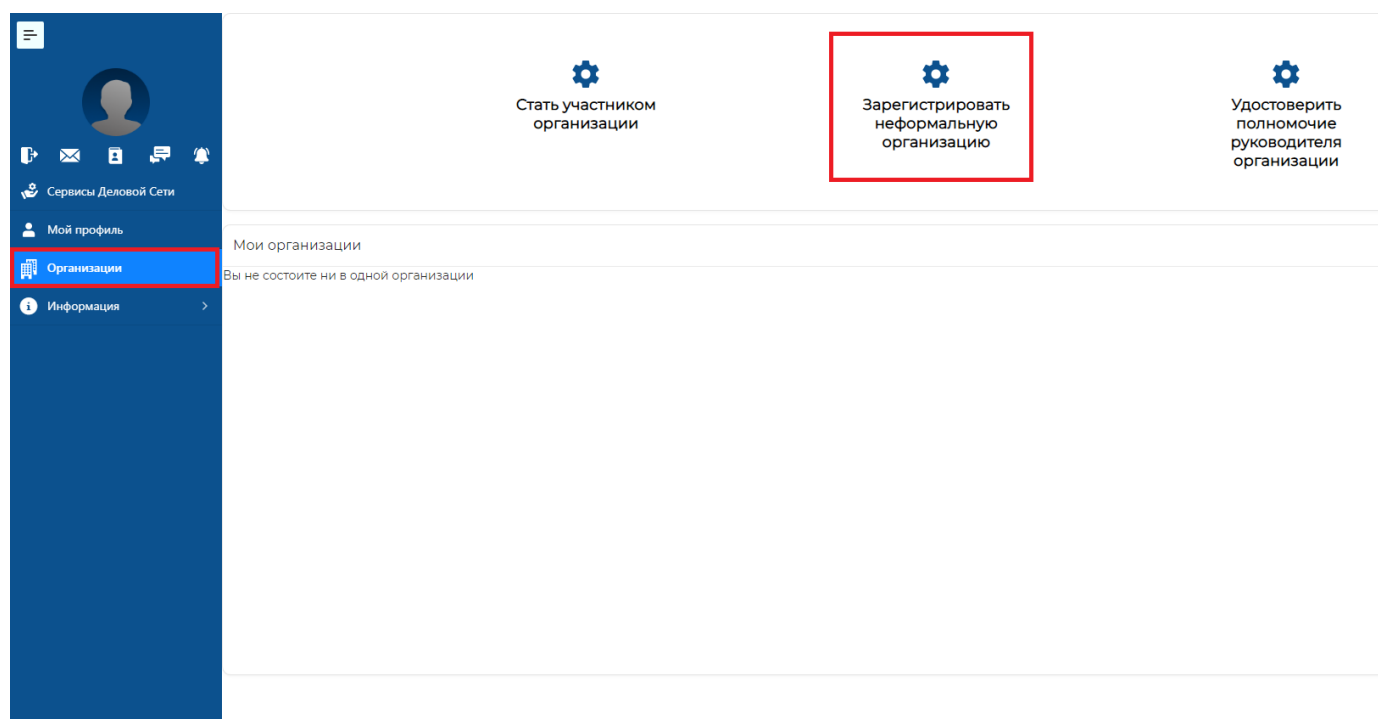 Сервисы Деловой Сети
Мой профиль
Организации
Информация
Стать участником
организации
Зарегистрировать
неформальную
организацию
Удостоверить
полномочие
руководителя
организации
Мои организации
Вы не состоите ни в одной организации